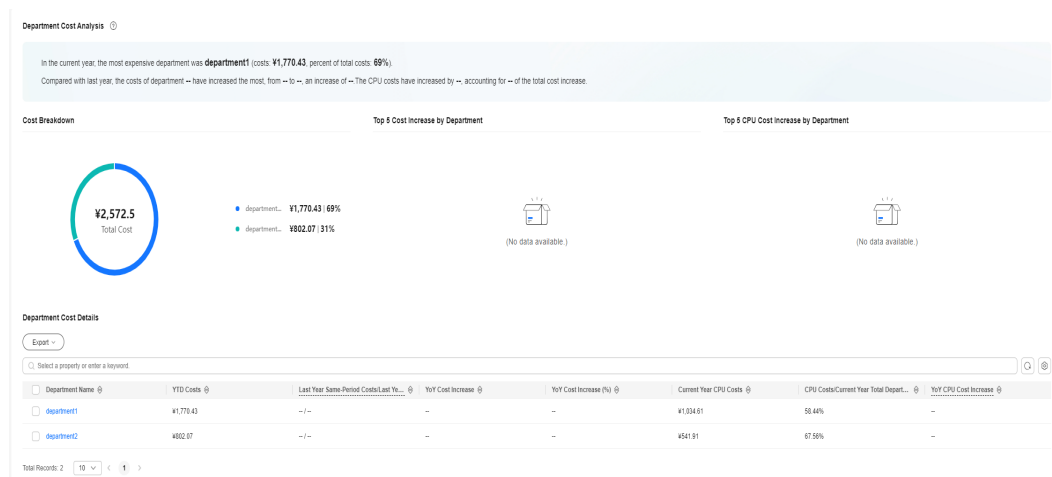 Department Cost Analysis
In the current year, the most expensive department was department1 (costs: ¥1,770.43, percent of total costs: 69%).
Compared with last year, the costs of department -- have increased the most, from -- to --, an increase of --.The CPU costs have increased by --, accounting for -- of the total cost increase.
Cost Breakdown
Top 5 Cost Increase by Department
Top 5 CPU Cost Increase by Department
¥2,572.5
Total Cost
department... ¥1,770.43 | 69%
department... ¥802.07 | 31%
(No data available.)
(No data available.)
Department Cost Details
Export
Select a property or enter a keyword.
Department Name YTD Costs Last Year Same-Period Costs/Last Ye... YoY Cost Increase YoY Cost Increase (%) Current Year CPU Costs CPU Costs/Current Year Total Depart... YoY CPU Cost Increase
department1 ¥1,770.43 -- / -- -- -- ¥1,034.61 58.44% --
department2 ¥802.07 -- / -- -- -- ¥541.91 67.56% --
Total Records: 2 10 < 1 >